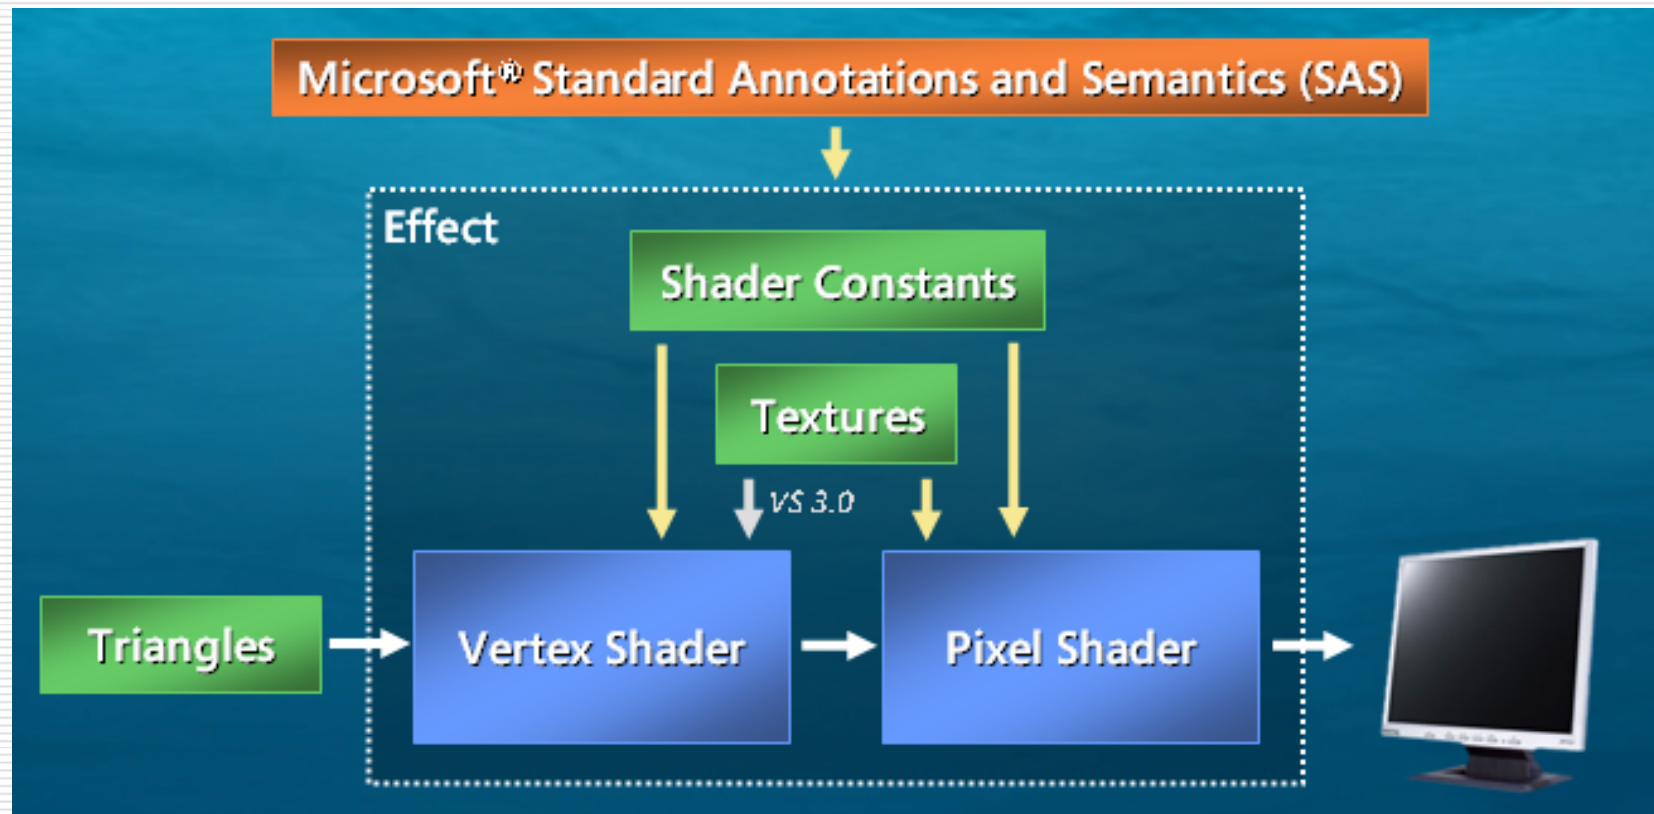 Microsoft® Standard Annotations and Semantics (SAS)
Effect
Shader Constants
Textures
VS 3.0
Triangles
Vertex Shader
Pixel Shader